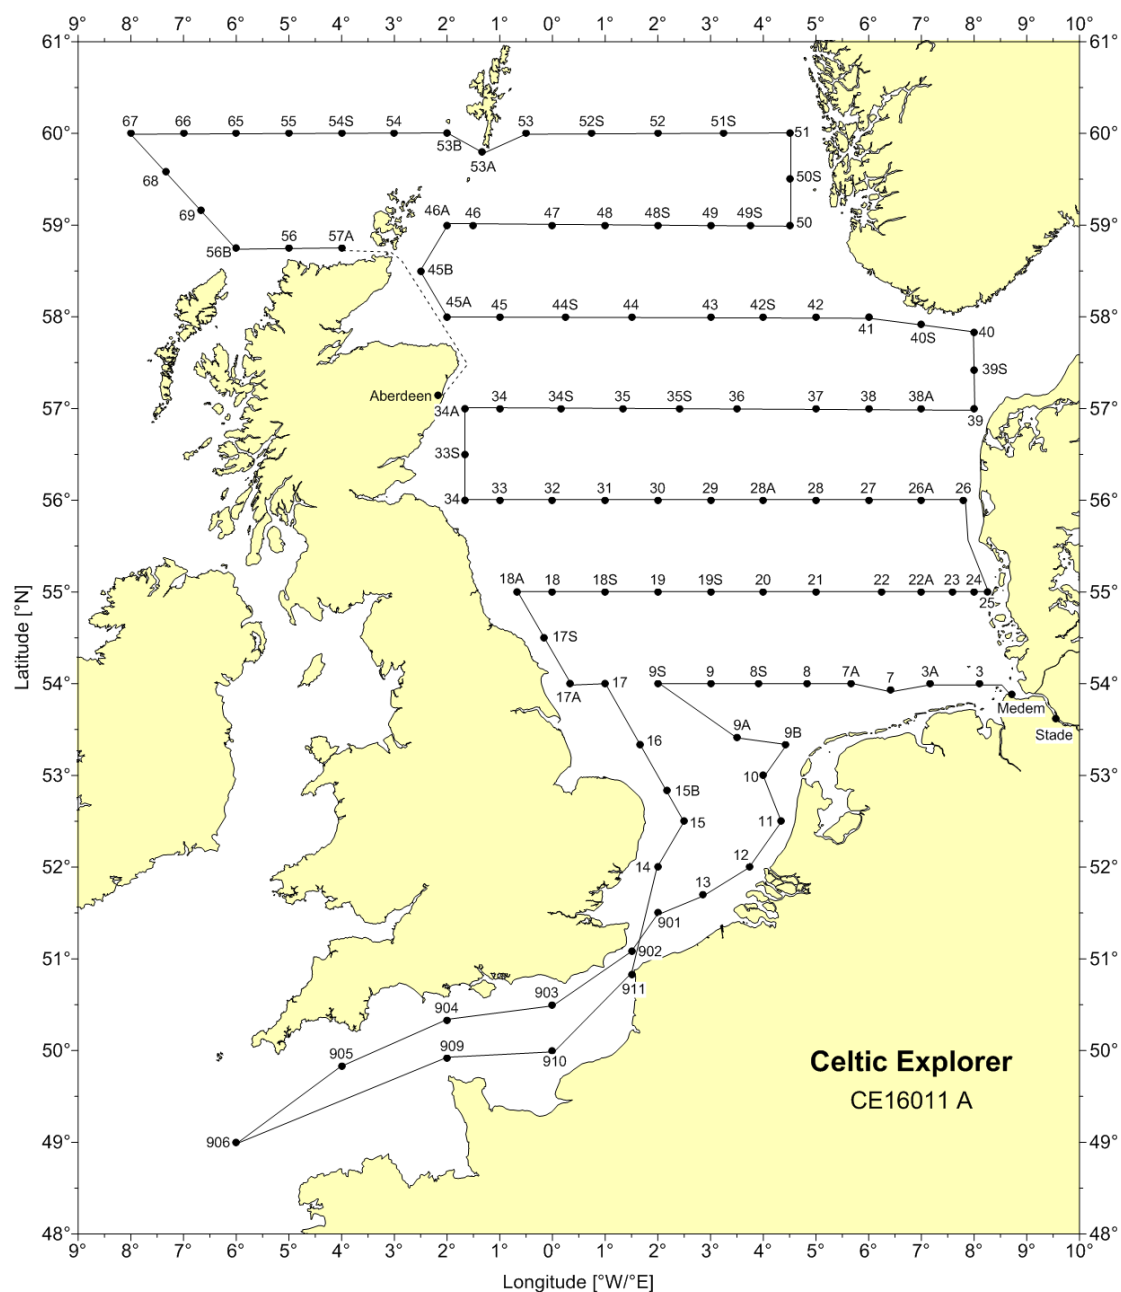 9° 8° 7° 6° 5° 4° 3° 2° 1° 0° 1° 2° 3° 4° 5° 6° 7° 8° 9° 10°
61° 61°
67 66 65 55 54S 54 53B 53A 53 52S 52 51S 51
60° 60°
68 50S
69
59° 46A 46 47 48 48S 49 49S 50 59°
56B 56 57A
45B
58° 45A 45 44S 44 43 42S 42 41 40S 40 58°
39S
Aberdeen
57° 34A 34 34S 35 35S 36 37 38 38A 39 57°
33S
56° 34 33 32 31 30 29 28A 28 27 26A 26 56°
55° 18A 18 18S 19 19S 20 21 22 22A 23 24 25 55°
17S
54° 17A 17 9S 9 8S 8 7A 7 3A 3 54°
Medem
Stade
16 9A 9B
53° 10 53°
15B
15 11
52° 14 12 52°
13
901
51° 902 51°
911
903
904
50° 905 909 910 50°
49° 906 49°
48° 48°
Celtic Explorer
CE16011 A
9° 8° 7° 6° 5° 4° 3° 2° 1° 0° 1° 2° 3° 4° 5° 6° 7° 8° 9° 10°
Longitude [°W/°E]
Latitude [°N]